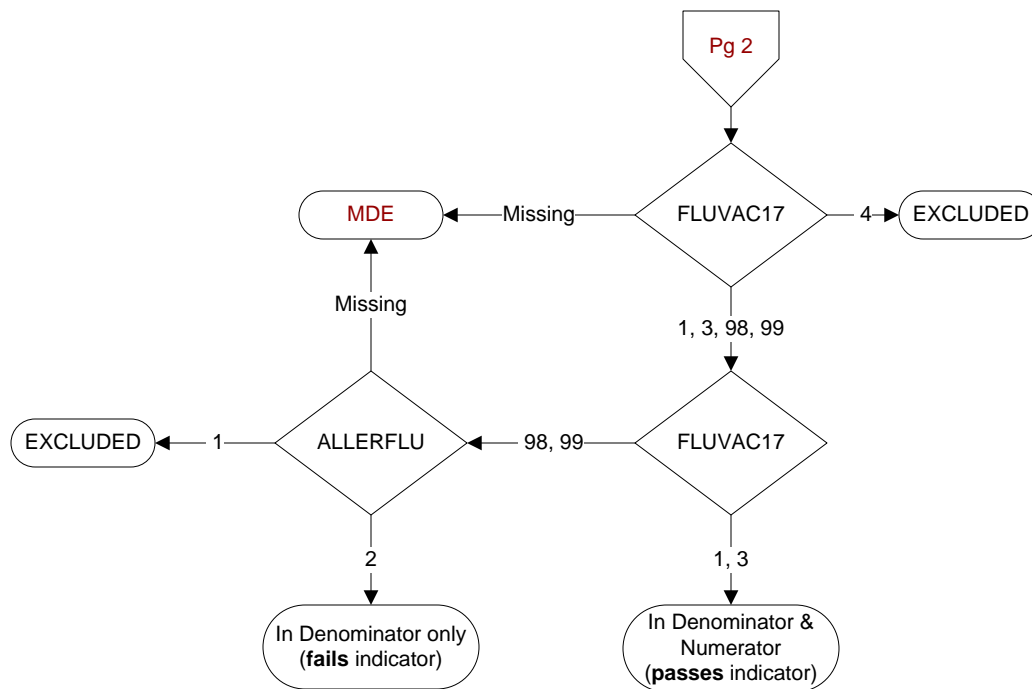 Pg 2
MDE
Missing
FLUVAC17
4
EXCLUDED
Missing
1, 3, 98, 99
EXCLUDED
1
ALLERFLU
98, 99
FLUVAC17
2
1, 3
In Denominator only
(fails indicator)
In Denominator &
Numerator
(passes indicator)